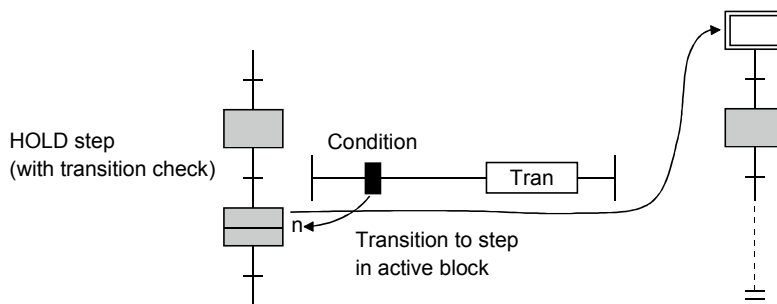 HOLD step
(with transition check)
Condition
Tran
n
Transition to step
in active block